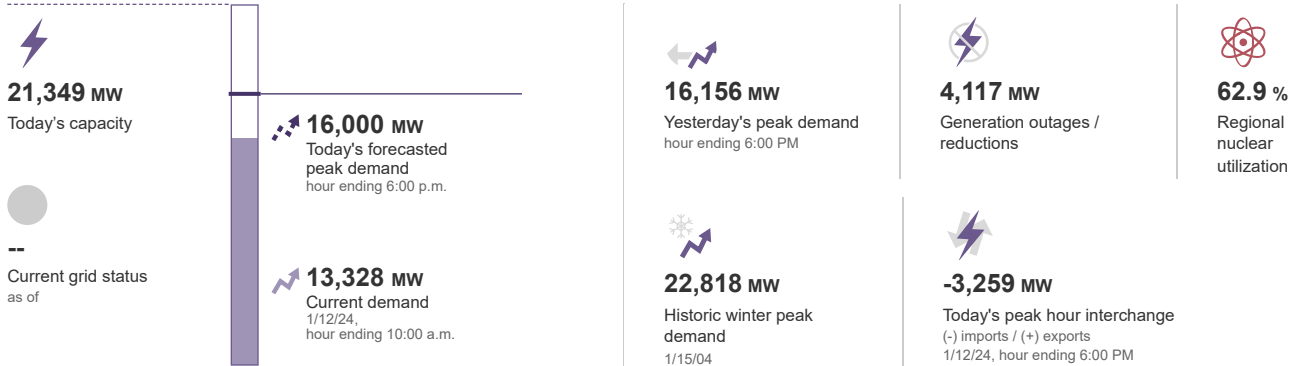 21,349 MW
Today's capacity
--
Current grid status
as of
16,000 MW
Today's forecasted
peak demand
hour ending 6:00 p.m.
13,328 MW
Current demand
1/12/24,
hour ending 10:00 a.m.
16,156 MW
Yesterday's peak demand
hour ending 6:00 PM
4,117 MW
Generation outages /
reductions
62.9 %
Regional
nuclear
utilization
22,818 MW
Historic winter peak
demand
1/15/04
-3,259 MW
Today's peak hour interchange
(-) imports / (+) exports
1/12/24, hour ending 6:00 PM